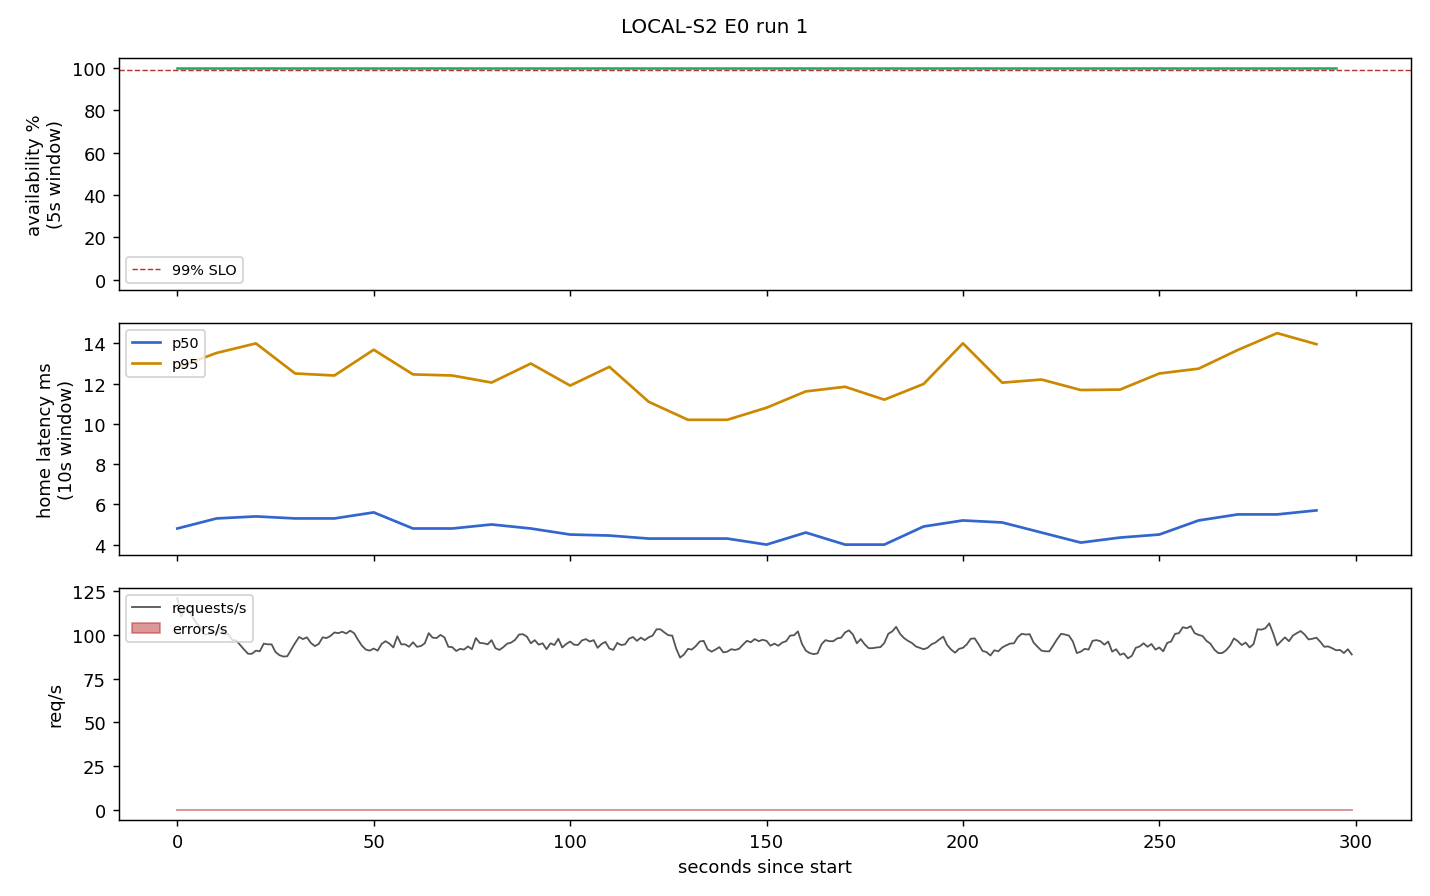 LOCAL-S2 E0 run 1
availability %
(5s window)
100
80
60
40
20
0
99% SLO
home latency ms
(10s window)
14
12
10
8
6
4
p50
p95
req/s
125
100
75
50
25
0
requests/s
errors/s
0
50
100
150
200
250
300
seconds since start